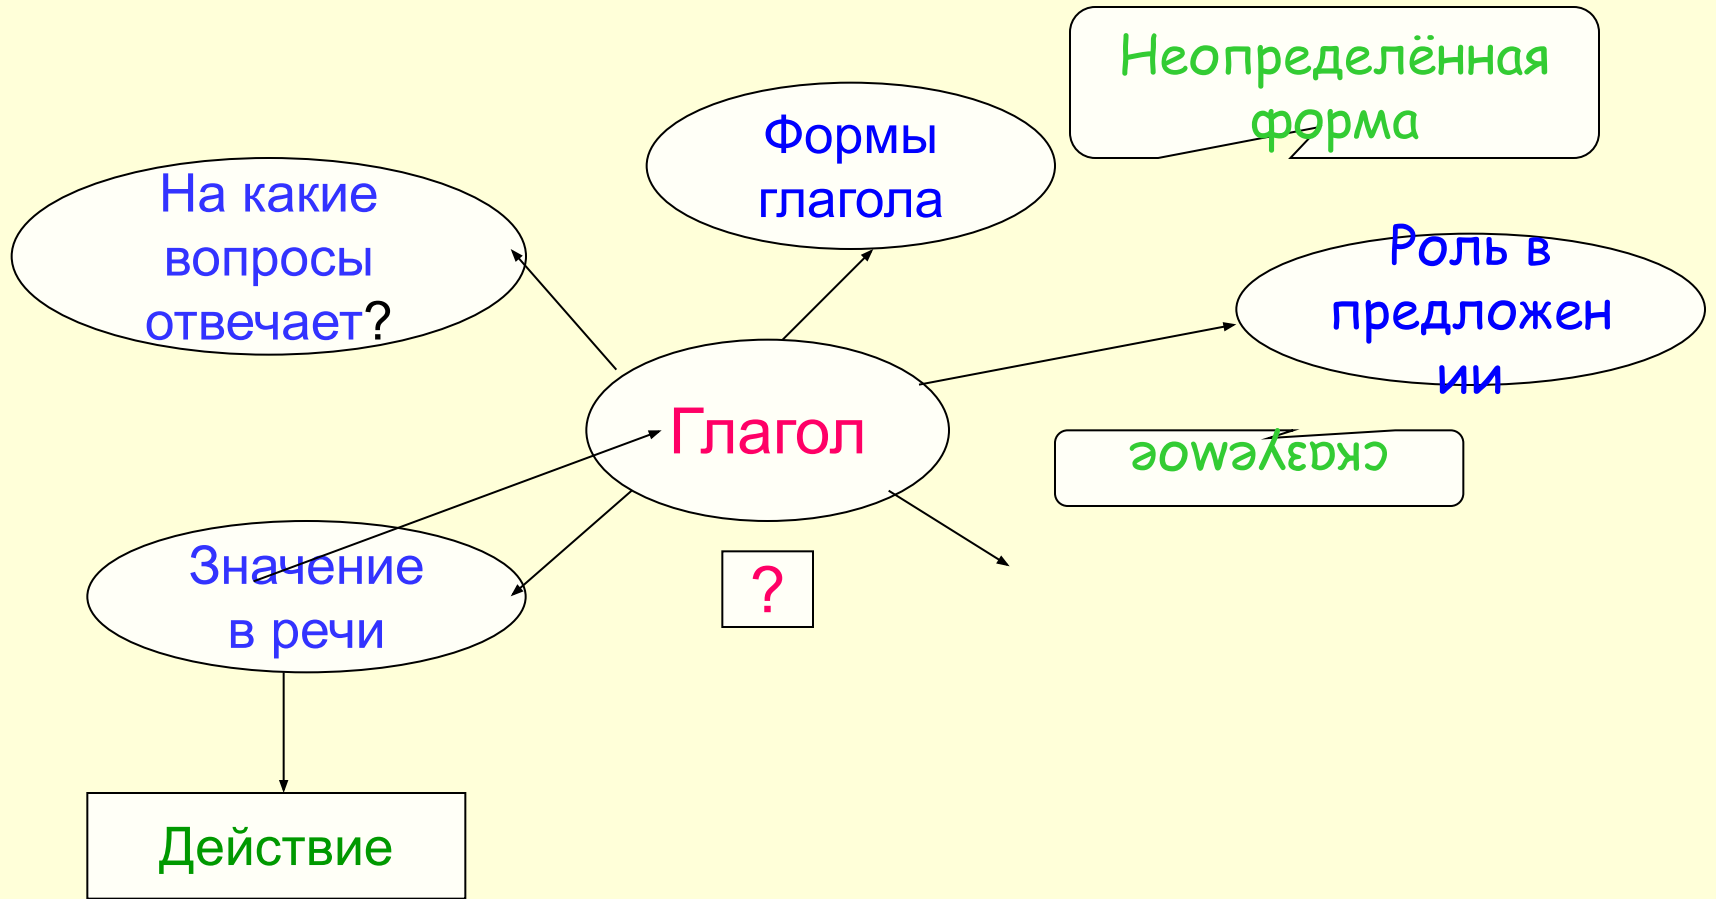 Неопределённая
форма
Формы
глагола
На какие
вопросы
отвечает?
Роль в
предложен
ии
Глагол
сказуемое
Значение
в речи
?
Действие